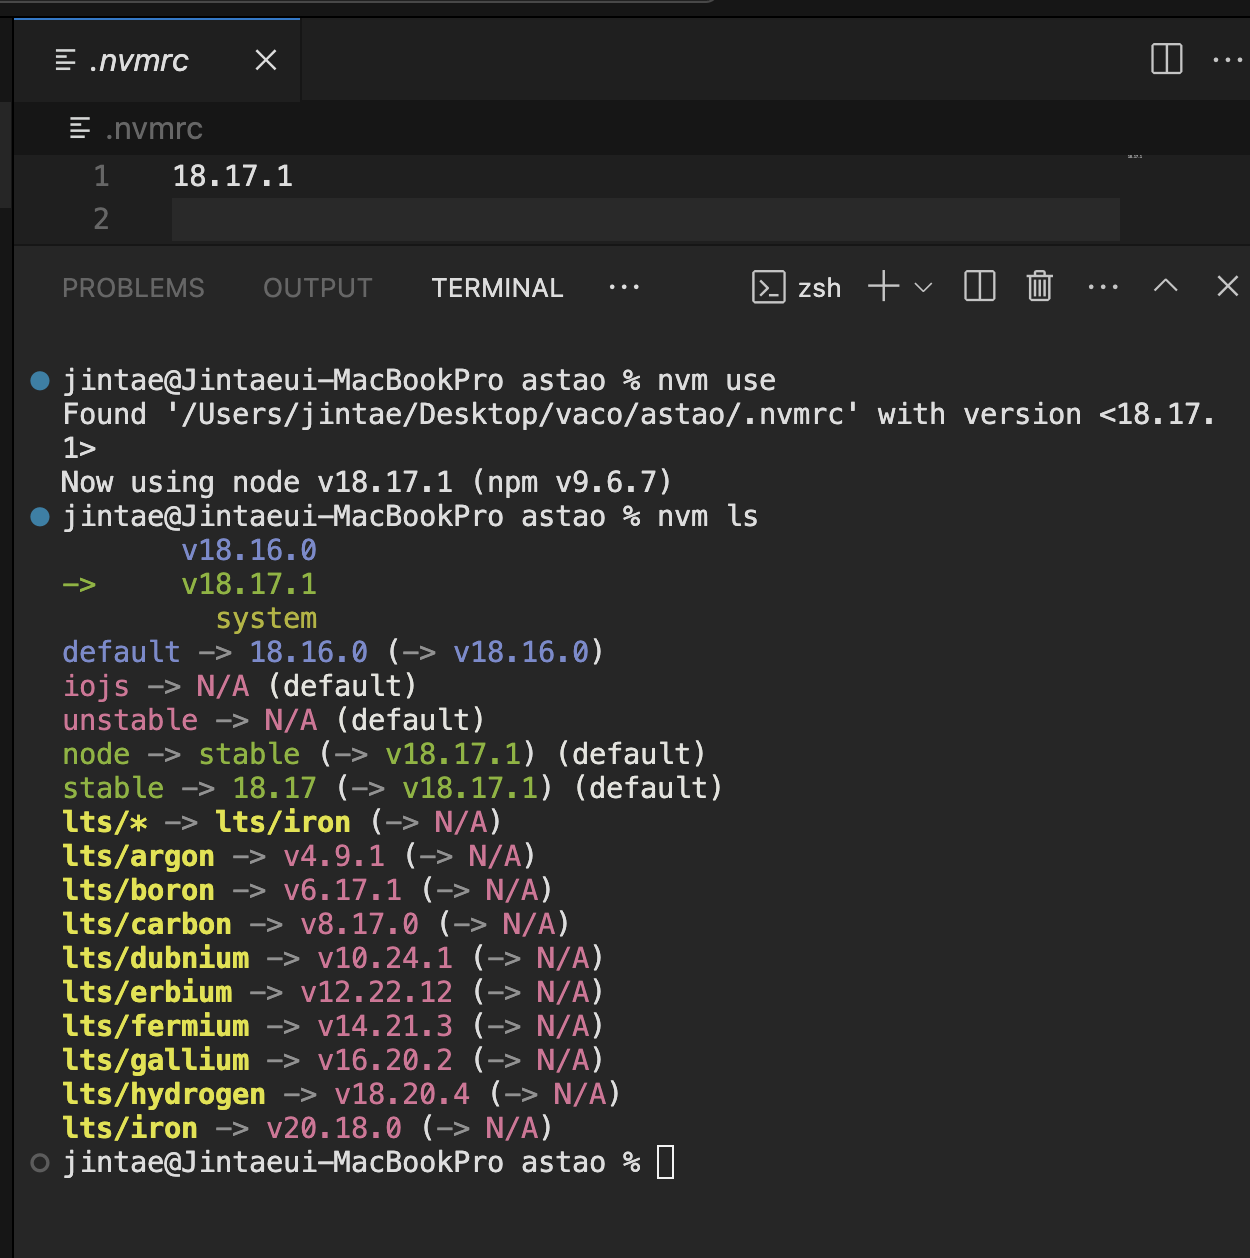 .nvmrc
.nvmrc
1 18.17.1
2
PROBLEMS OUTPUT TERMINAL ··· zsh
jintae@Jintaeui-MacBookPro astao % nvm use
Found '/Users/jintae/Desktop/vaco/astao/.nvmrc' with version <18.17.
1>
Now using node v18.17.1 (npm v9.6.7)
jintae@Jintaeui-MacBookPro astao % nvm ls
v18.16.0
-> v18.17.1
system
default -> 18.16.0 (-> v18.16.0)
iojs -> N/A (default)
unstable -> N/A (default)
node -> stable (-> v18.17.1) (default)
stable -> 18.17 (-> v18.17.1) (default)
lts/* -> lts/iron (-> N/A)
lts/argon -> v4.9.1 (-> N/A)
lts/boron -> v6.17.1 (-> N/A)
lts/carbon -> v8.17.0 (-> N/A)
lts/dubnium -> v10.24.1 (-> N/A)
lts/erbium -> v12.22.12 (-> N/A)
lts/fermium -> v14.21.3 (-> N/A)
lts/gallium -> v16.20.2 (-> N/A)
lts/hydrogen -> v18.20.4 (-> N/A)
lts/iron -> v20.18.0 (-> N/A)
jintae@Jintaeui-MacBookPro astao %